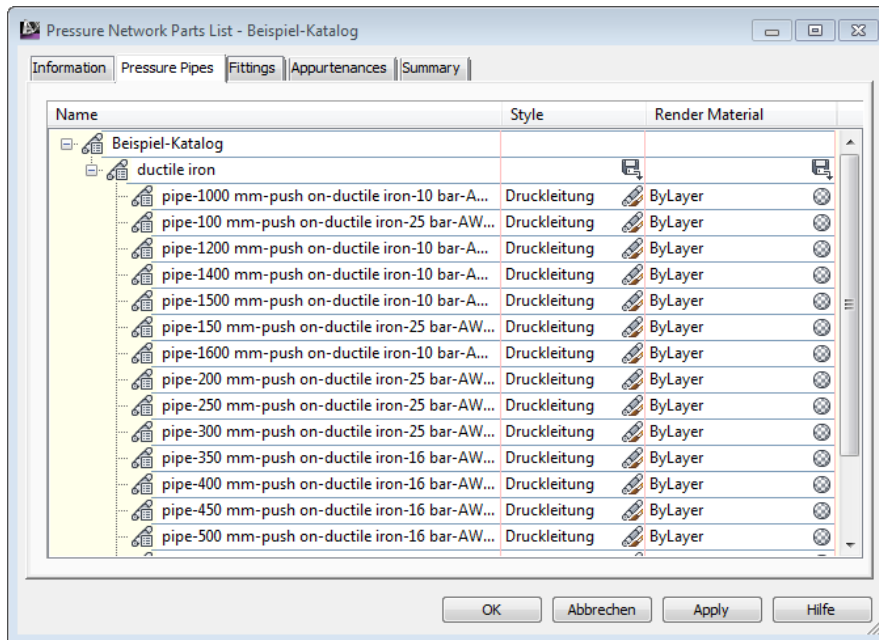 Pressure Network Parts List - Beispiel-Katalog
Information Pressure Pipes Fittings Appurtenances Summary
Name Style Render Material
Beispiel-Katalog
ductile iron
pipe-1000 mm-push on-ductile iron-10 bar-A... Druckleitung ByLayer
pipe-100 mm-push on-ductile iron-25 bar-AW... Druckleitung ByLayer
pipe-1200 mm-push on-ductile iron-10 bar-A... Druckleitung ByLayer
pipe-1400 mm-push on-ductile iron-10 bar-A... Druckleitung ByLayer
pipe-1500 mm-push on-ductile iron-10 bar-A... Druckleitung ByLayer
pipe-150 mm-push on-ductile iron-25 bar-AW... Druckleitung ByLayer
pipe-1600 mm-push on-ductile iron-10 bar-A... Druckleitung ByLayer
pipe-200 mm-push on-ductile iron-25 bar-AW... Druckleitung ByLayer
pipe-250 mm-push on-ductile iron-25 bar-AW... Druckleitung ByLayer
pipe-300 mm-push on-ductile iron-25 bar-AW... Druckleitung ByLayer
pipe-350 mm-push on-ductile iron-16 bar-AW... Druckleitung ByLayer
pipe-400 mm-push on-ductile iron-16 bar-AW... Druckleitung ByLayer
pipe-450 mm-push on-ductile iron-16 bar-AW... Druckleitung ByLayer
pipe-500 mm-push on-ductile iron-16 bar-AW... Druckleitung ByLayer
OK Abbrechen Apply Hilfe